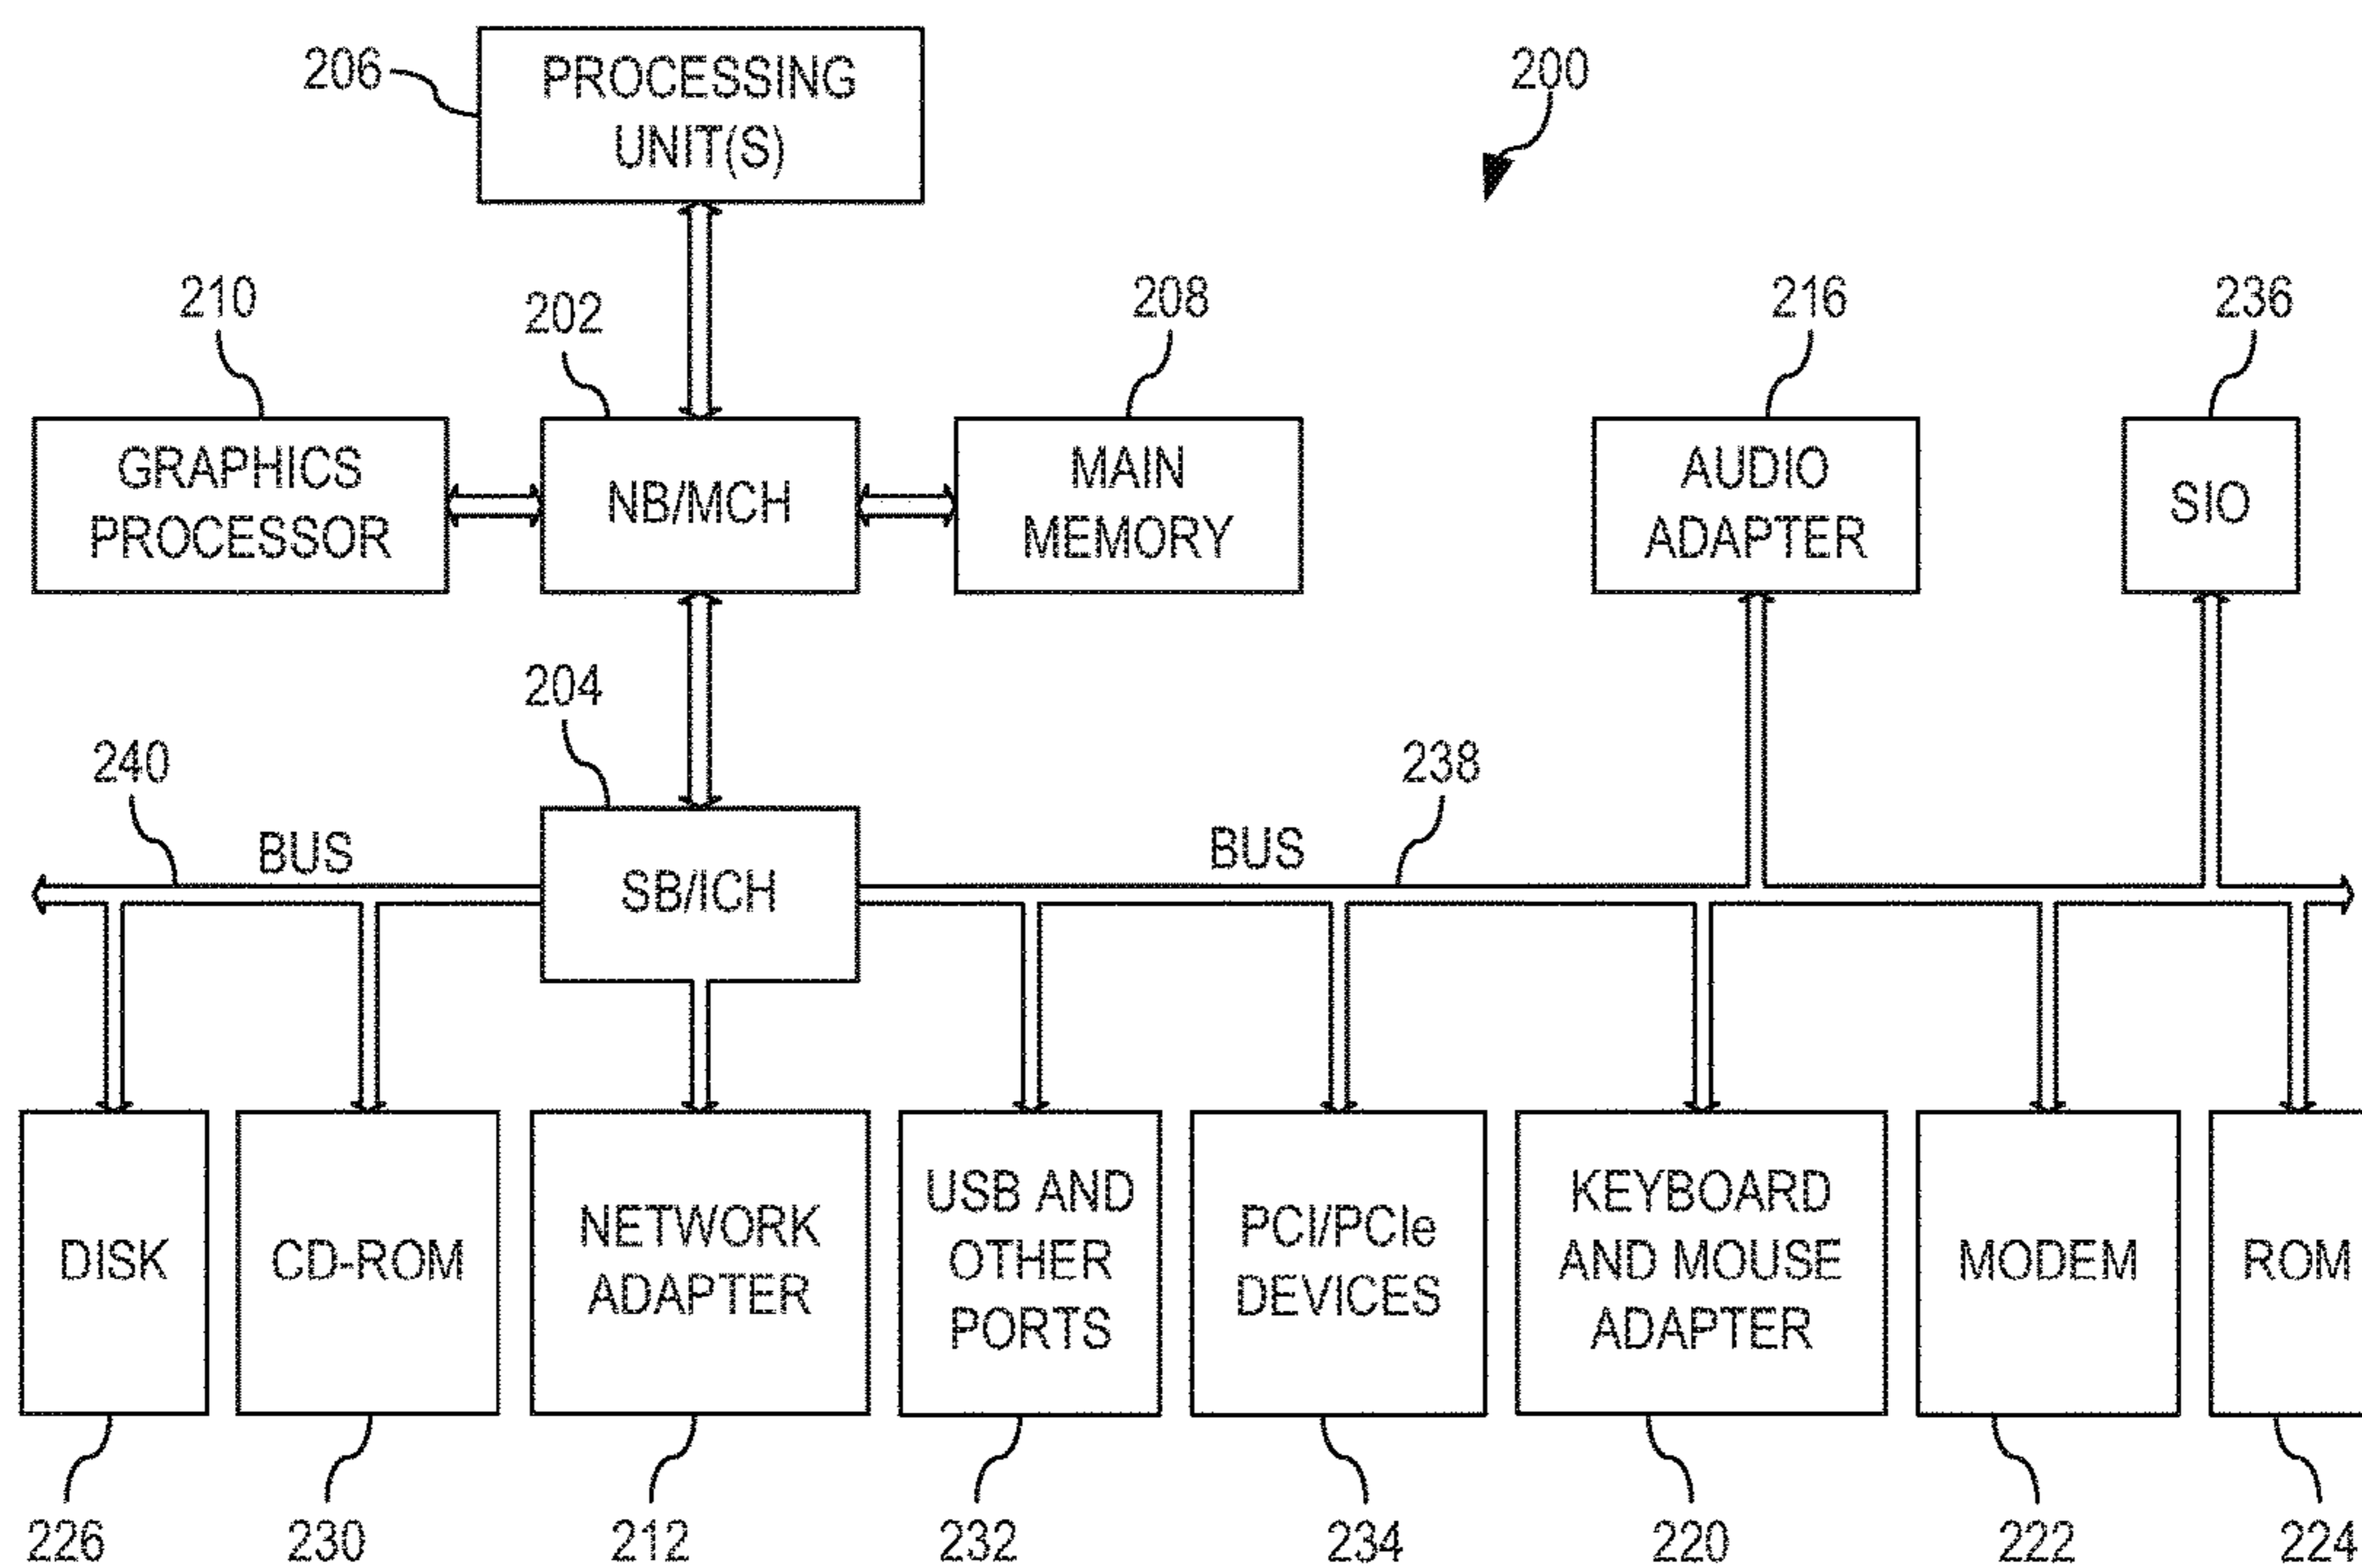 206
PROCESSING
UNIT(S)
200
210
202
208
216
236
GRAPHICS
PROCESSOR
NB/MCH
MAIN
MEMORY
AUDIO
ADAPTER
SIO
204
240
238
BUS
BUS
SB/ICH
DISK
CD-ROM
NETWORK
ADAPTER
USB AND
OTHER
PORTS
PCI/PCIe
DEVICES
KEYBOARD
AND MOUSE
ADAPTER
MODEM
ROM
226
230
212
232
234
220
222
224